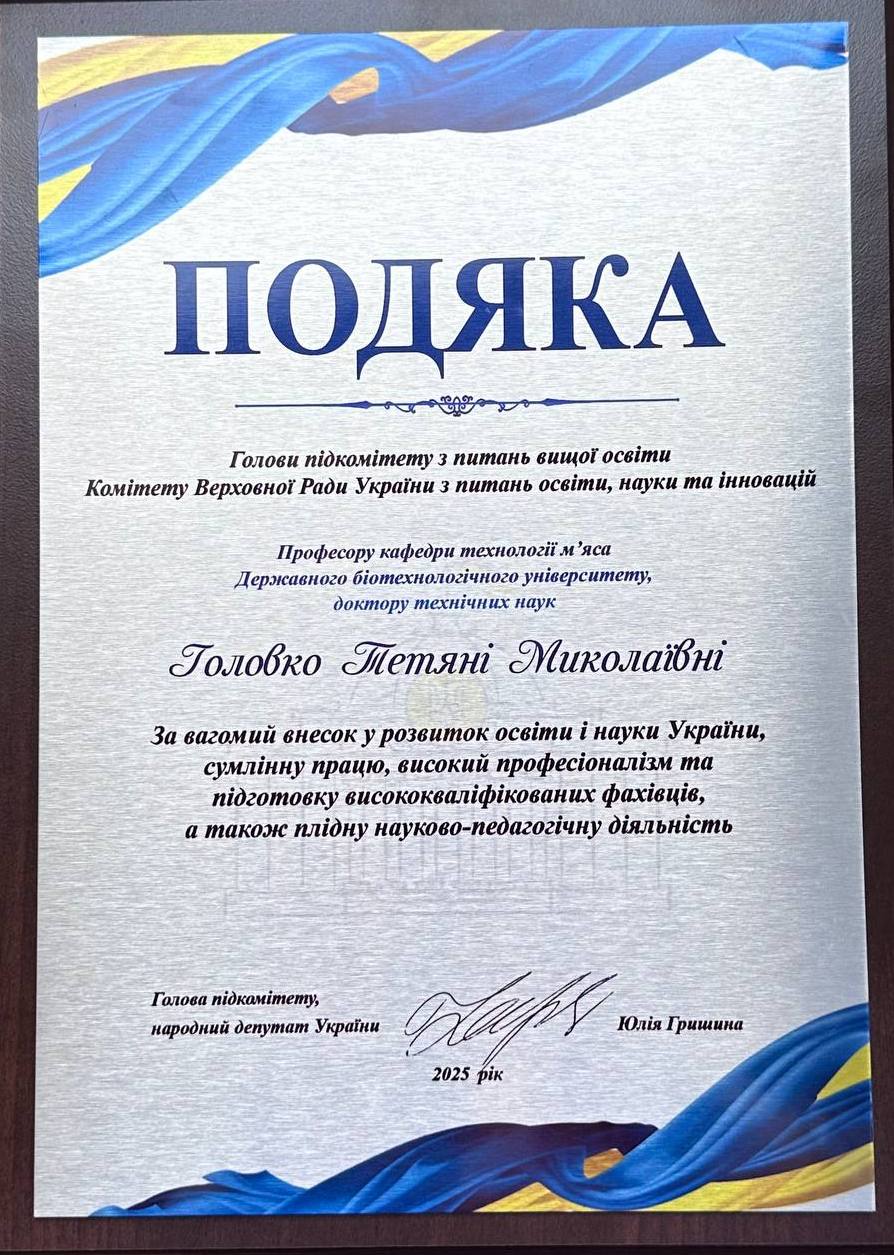 ПОДЯКА
Голови підкомітету з питань вищої освіти
Комітету Верховної Ради України з питань освіти, науки та інновацій
Професору кафедри технології м’яса
Державного біотехнологічного університету,
доктору технічних наук
Головко Тетяні Миколаївні
За вагомий внесок у розвиток освіти і науки України,
сумлінну працю, високий професіоналізм та
підготовку висококваліфікованих фахівців,
а також плідну науково-педагогічну діяльність
Голова підкомітету,
народний депутат України
Юлія Гришина
2025 рік